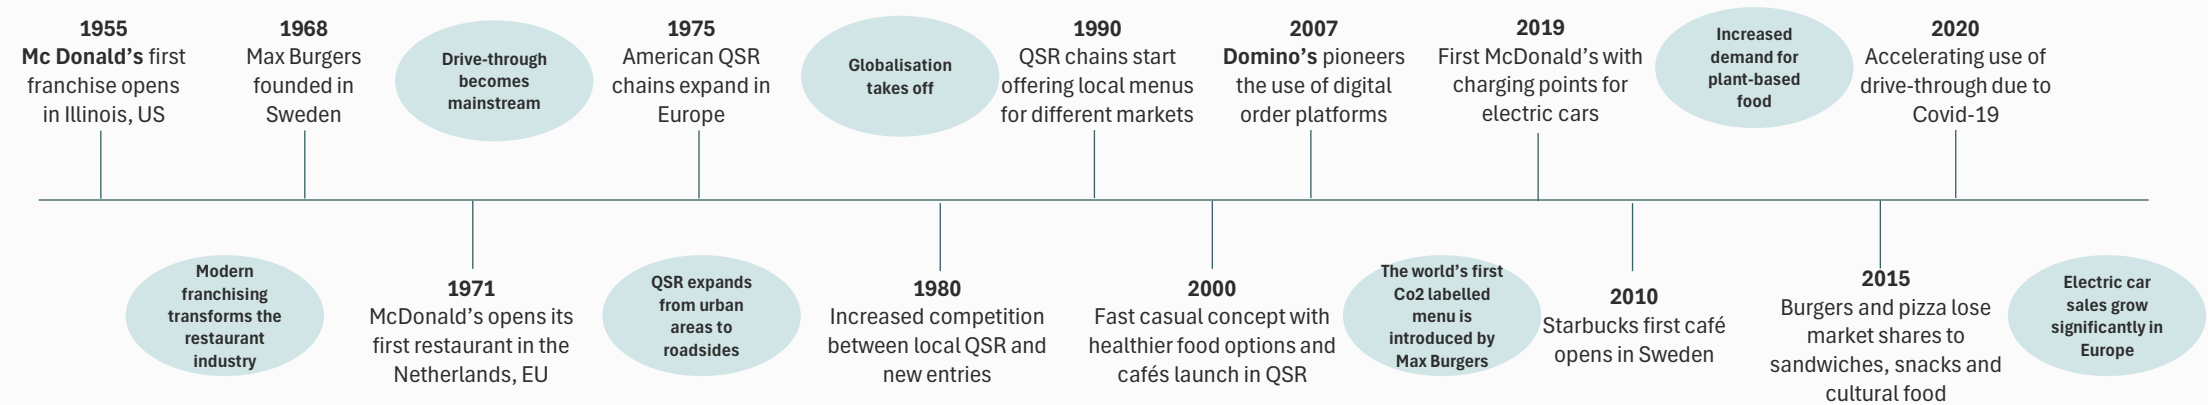 1955
Mc Donald's first
franchise opens
in Illinois, US
1968
Max Burgers
founded in
Sweden
Drive-through
becomes
mainstream
1975
American QSR
chains expand in
Europe
Globalisation
takes off
1990
QSR chains start
offering local menus
for different markets
2007
Domino's pioneers
the use of digital
order platforms
2019
First McDonald's with
charging points for
electric cars
Increased
demand for
plant-based
food
2020
Accelerating use of
drive-through due to
Covid-19
Modern
franchising
transforms the
restaurant
industry
1971
McDonald's opens its
first restaurant in the
Netherlands, EU
QSR expands
from urban
areas to
roadsides
1980
Increased competition
between local QSR and
new entries
2000
Fast casual concept with
healthier food options and
cafés launch in QSR
The world's first
Co2 labelled
menu is
introduced by
Max Burgers
2010
Starbucks first café
opens in Sweden
2015
Burgers and pizza lose
market shares to
sandwiches, snacks and
cultural food
Electric car
sales grow
significantly in
Europe